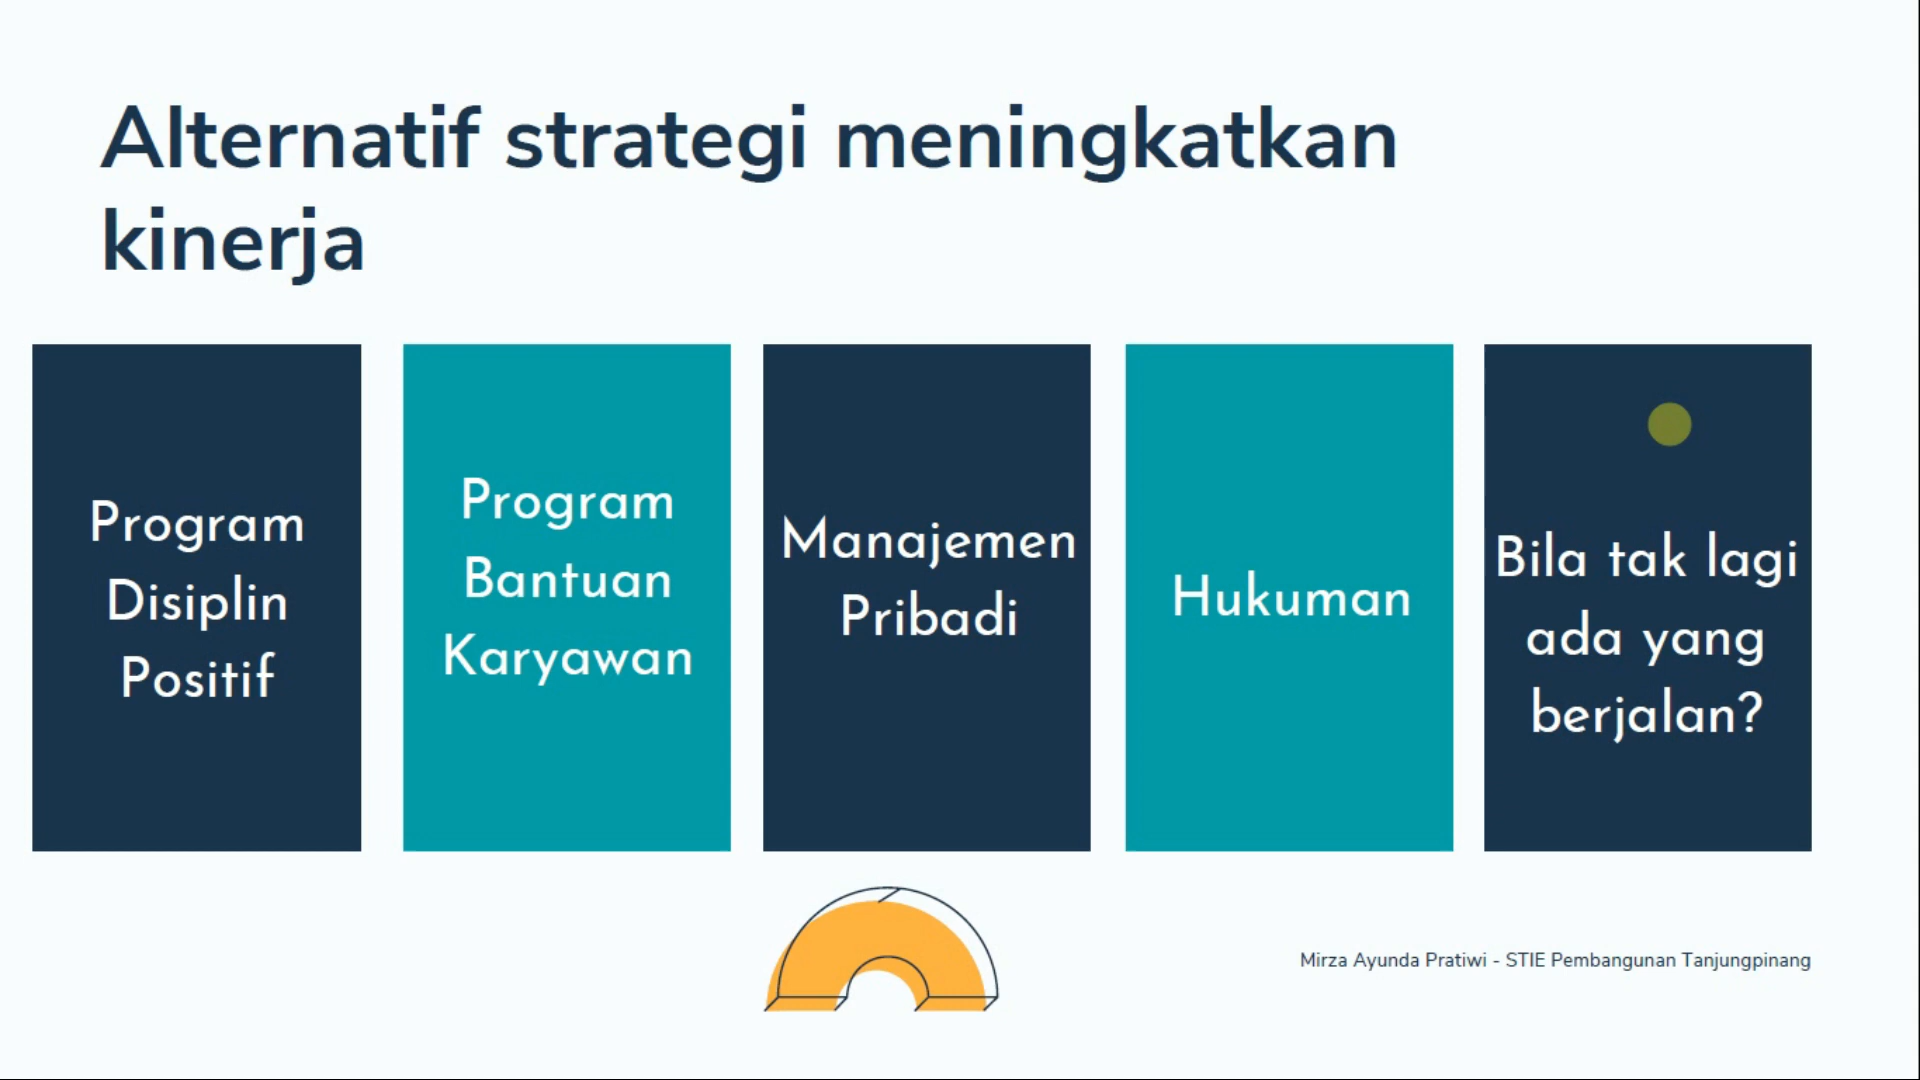 Alternatif strategi meningkatkan
kinerja
Program
Disiplin
Positif
Program
Bantuan
Karyawan
Manajemen
Pribadi
Hukuman
Bila tak lagi
ada yang
berjalan?
Mirza Ayunda Pratiwi - STIE Pembangunan Tanjungpinang